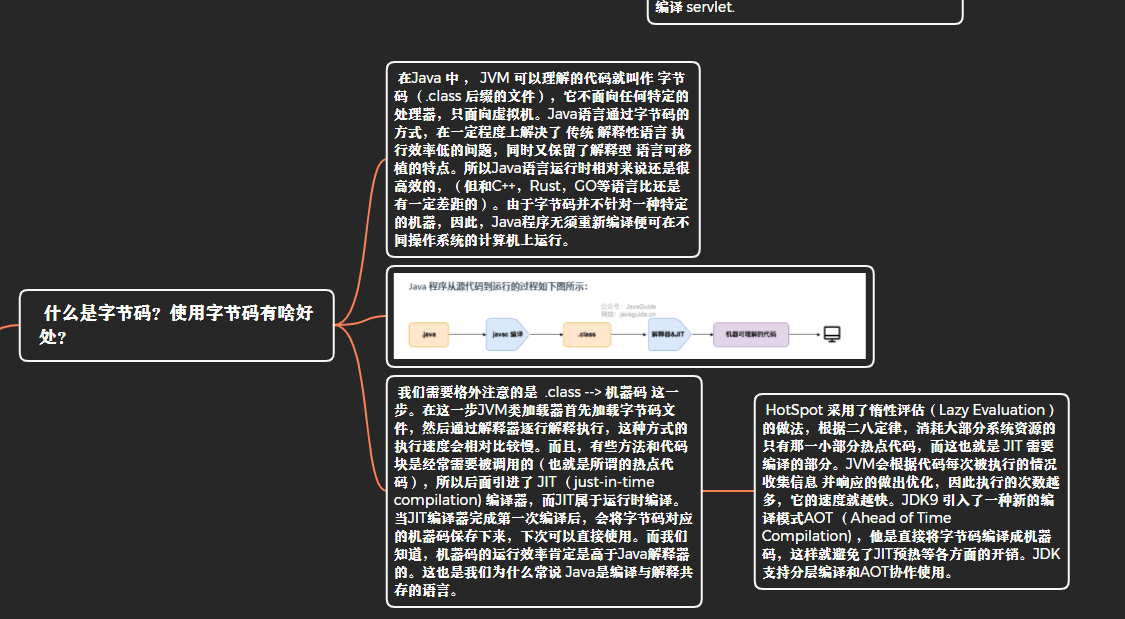 编译 servlet.
在Java 中 ， JVM 可以理解的代码就叫作 字节
码 （ .class 后缀的文件 ），它不面向任何特定的
处理器，只面向虚拟机。Java语言通过字节码的
方式，在一定程度上解决了 传统 解释性语言 执
行效率低的问题，同时又保留了解释型 语言可移
植的特点。所以Java语言运行时相对来说还是很
高效的，（ 但和C++，Rust，GO等语言比还是
有一定差距的 ）。由于字节码并不针对一种特定
的机器，因此，Java程序无须重新编译便可在不
同操作系统的计算机上运行。
什么是字节码？使用字节码有啥好
处?
Java 程序从源代码到运行的过程如下图所示：
公众号：JavaGuide
网站：javaguide.cn
.java
javac 编译
.class
解释器&JIT
机器可理解的代码
我们需要格外注意的是 .class --> 机器码 这一
步。在这一步JVM类加载器首先加载字节码文
件，然后通过解释器逐行解释执行，这种方式的
执行速度会相对比较慢。而且，有些方法和代码
块是经常需要被调用的（ 也就是所谓的热点代
码 ），所以后面引进了 JIT （ just-in-time
compilation) 编译器，而JIT属于运行时编译。
当JIT编译器完成第一次编译后，会将字节码对应
的机器码保存下来，下次可以直接使用。而我们
知道，机器码的运行效率肯定是高于Java解释器
的。这也是我们为什么常说 Java是编译与解释共
存的语言。
HotSpot 采用了惰性评估（ Lazy Evaluation ）
的做法，根据二八定律，消耗大部分系统资源的
只有那一小部分热点代码，而这也就是 JIT 需要
编译的部分。JVM会根据代码每次被执行的情况
收集信息 并响应的做出优化，因此执行的次数越
多，它的速度就越快。JDK9 引入了一种新的编
译模式AOT （ Ahead of Time
Compilation)，他是直接将字节码编译成机器
码，这样就避免了JIT预热等各方面的开销。JDK
支持分层编译和AOT协作使用。